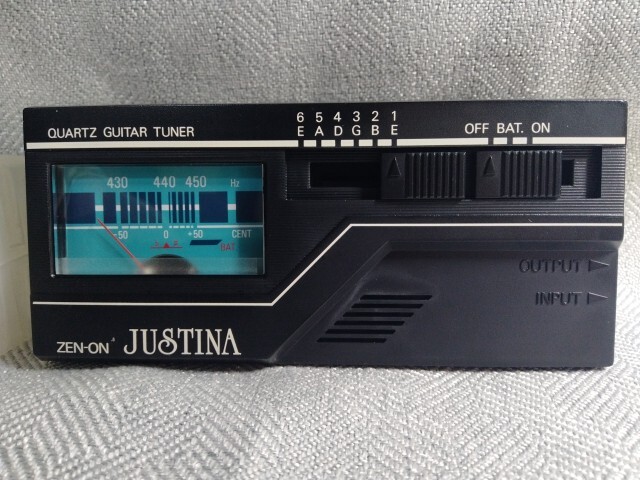 QUARTZ GUITAR TUNER
6 5 4 3 2 1
E A D G B E
OFF BAT. ON
430 440 450 Hz
-50 0 +50 CENT
BAT
OUTPUT
INPUT
ZEN-ON JUSTINA